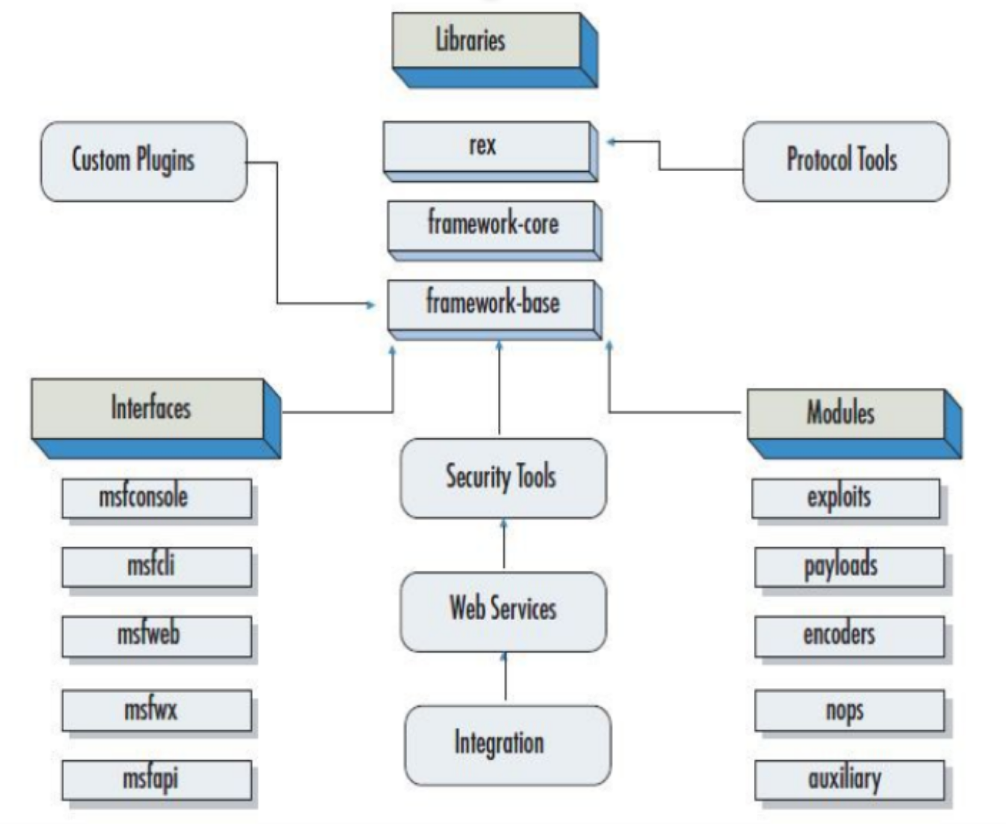 Libraries
rex
Custom Plugins
Protocol Tools
framework-core
framework-base
Interfaces
Modules
msfconsole
Security Tools
exploits
msfcli
payloads
Web Services
msfweb
encoders
msfwx
nops
Integration
msfapi
auxiliary